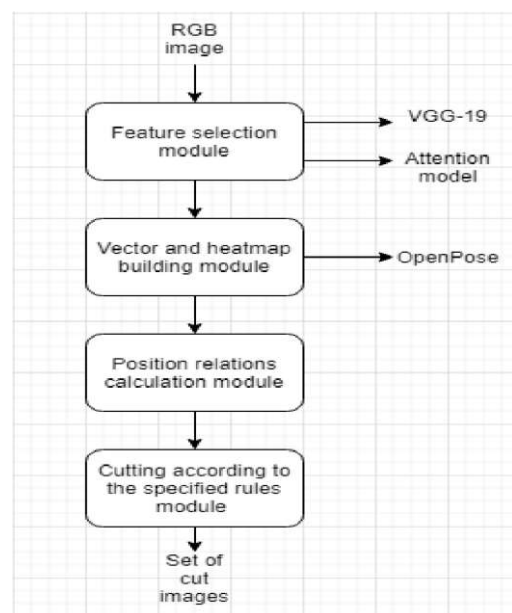 RGB
image
Feature selection
module
VGG-19
Attention
model
Vector and heatmap
building module
OpenPose
Position relations
calculation module
Cutting according to
the specified rules
module
Set of
cut
images